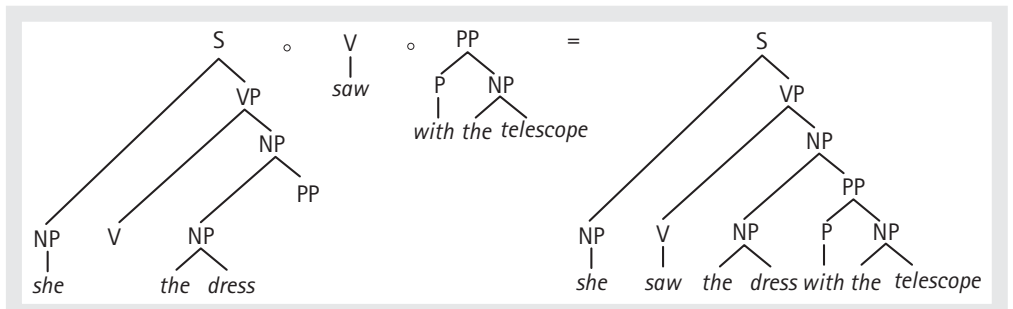 S ∘ V ∘ PP = S
saw P NP
VP VP
with the telescope
NP NP
PP PP
NP V NP NP V NP P NP
she the dress she saw the dress with the telescope